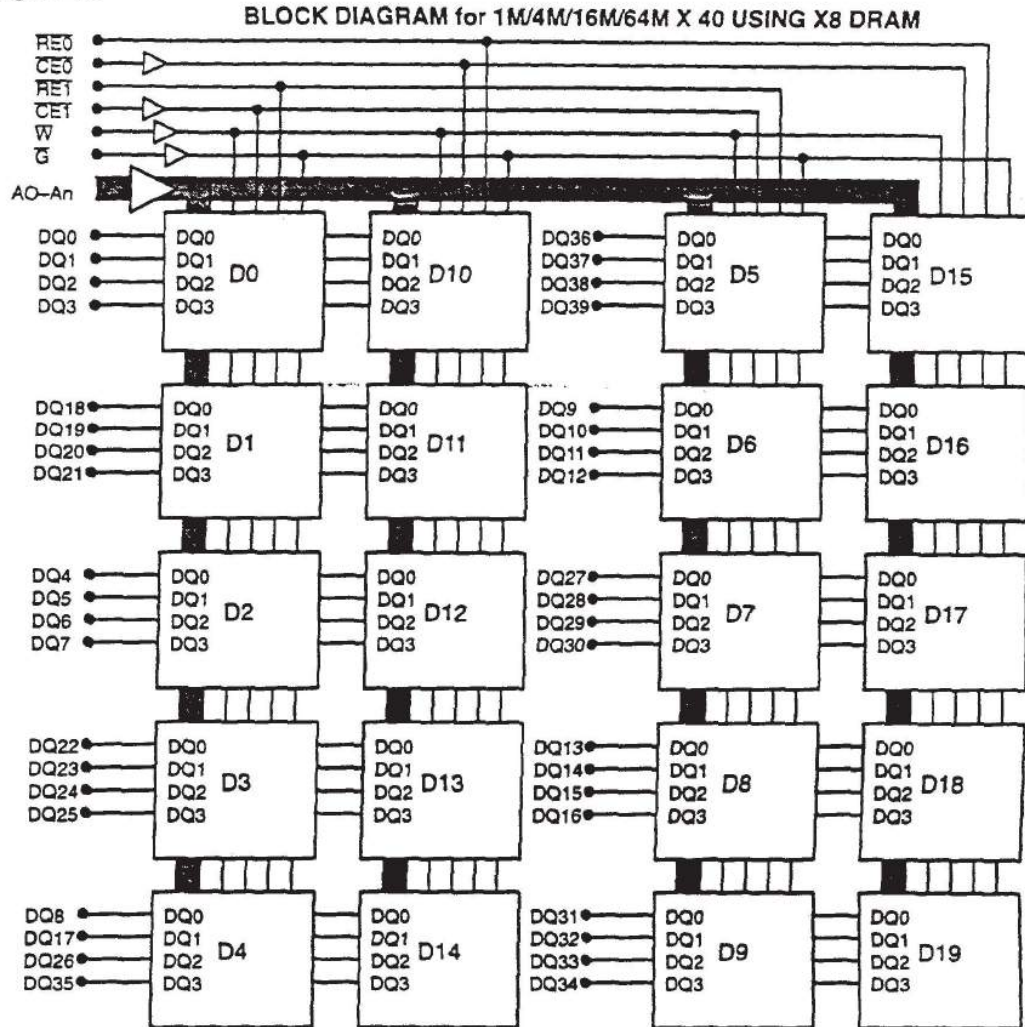 BLOCK DIAGRAM for 1M/4M/16M/64M X 40 USING X8 DRAM
RE0
CE0
RE1
CE1
W
G
AO–An
DQ0 DQ0 D0 DQ0 D10 DQ36 DQ0 D5 DQ0 D15
DQ1 DQ1 DQ1 DQ37 DQ1 DQ1
DQ2 DQ2 DQ2 DQ38 DQ2 DQ2
DQ3 DQ3 DQ3 DQ39 DQ3 DQ3
DQ18 DQ0 D1 DQ0 D11 DQ9 DQ0 D6 DQ0 D16
DQ19 DQ1 DQ1 DQ10 DQ1 DQ1
DQ20 DQ2 DQ2 DQ11 DQ2 DQ2
DQ21 DQ3 DQ3 DQ12 DQ3 DQ3
DQ4 DQ0 D2 DQ0 D12 DQ27 DQ0 D7 DQ0 D17
DQ5 DQ1 DQ1 DQ28 DQ1 DQ1
DQ6 DQ2 DQ2 DQ29 DQ2 DQ2
DQ7 DQ3 DQ3 DQ30 DQ3 DQ3
DQ22 DQ0 D3 DQ0 D13 DQ13 DQ0 D8 DQ0 D18
DQ23 DQ1 DQ1 DQ14 DQ1 DQ1
DQ24 DQ2 DQ2 DQ15 DQ2 DQ2
DQ25 DQ3 DQ3 DQ16 DQ3 DQ3
DQ8 DQ0 D4 DQ0 D14 DQ31 DQ0 D9 DQ0 D19
DQ17 DQ1 DQ1 DQ32 DQ1 DQ1
DQ26 DQ2 DQ2 DQ33 DQ2 DQ2
DQ35 DQ3 DQ3 DQ34 DQ3 DQ3